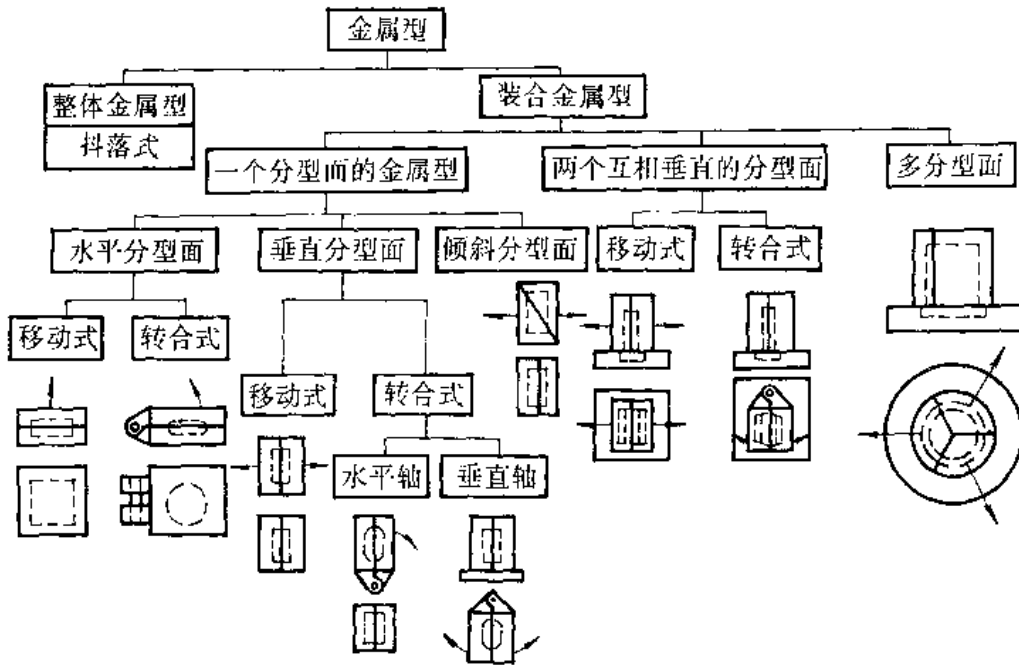 金属型
整体金属型
抖落式
装合金属型
一个分型面的金属型
两个互相垂直的分型面
多分型面
水平分型面
垂直分型面
倾斜分型面
移动式
转合式
移动式
转合式
移动式
转合式
水平轴
垂直轴